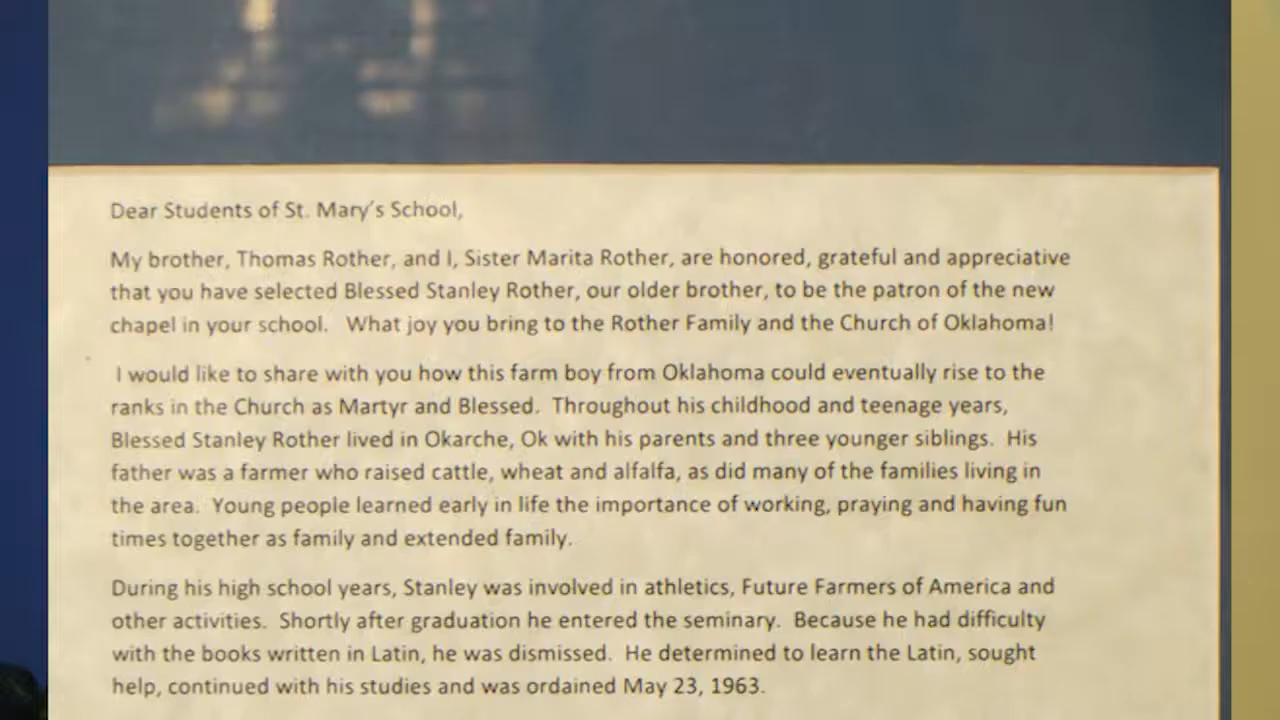 Dear Students of St. Mary's School,
My brother, Thomas Rother, and I, Sister Marita Rother, are honored, grateful and appreciative
that you have selected Blessed Stanley Rother, our older brother, to be the patron of the new
chapel in your school.   What joy you bring to the Rother Family and the Church of Oklahoma!
I would like to share with you how this farm boy from Oklahoma could eventually rise to the
ranks in the Church as Martyr and Blessed.  Throughout his childhood and teenage years,
Blessed Stanley Rother lived in Okarche, Ok with his parents and three younger siblings.  His
father was a farmer who raised cattle, wheat and alfalfa, as did many of the families living in
the area.  Young people learned early in life the importance of working, praying and having fun
times together as family and extended family.
During his high school years, Stanley was involved in athletics, Future Farmers of America and
other activities.  Shortly after graduation he entered the seminary.  Because he had difficulty
with the books written in Latin, he was dismissed.  He determined to learn the Latin, sought
help, continued with his studies and was ordained May 23, 1963.